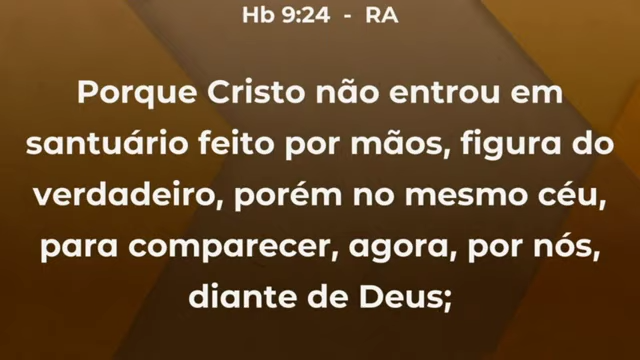 Hb 9:24 - RA
Porque Cristo não entrou em
santuário feito por mãos, figura do
verdadeiro, porém no mesmo céu,
para comparecer, agora, por nós,
diante de Deus;